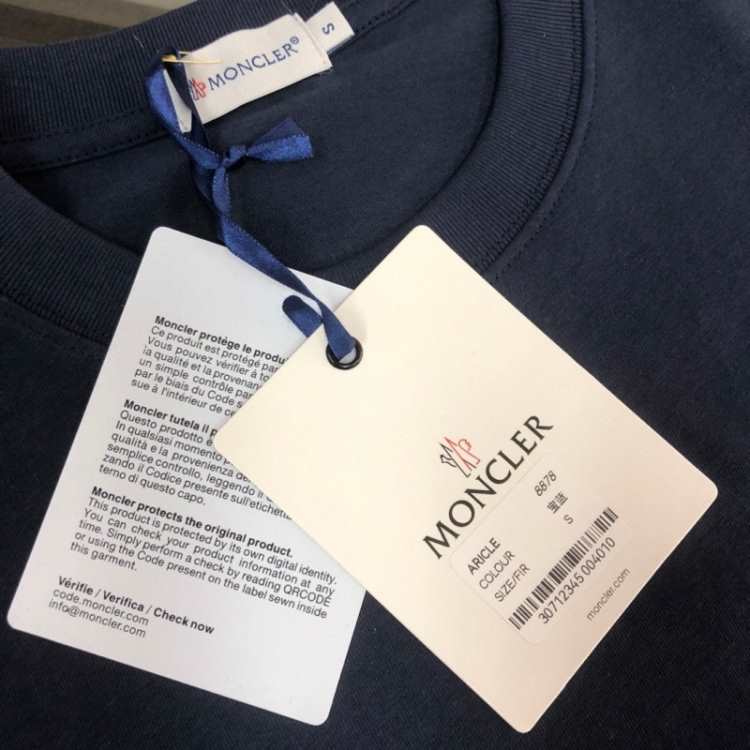 MONCLER®
S
Moncler protège le produi
Ce produit est protégé par
Vous pouvez vérifier à to
la qualité et la provenan
un simple contrôle par
par le biais du Code s
sue à l'intérieur de ce
Moncler tutela il p
Questo prodotto è
In qualsiasi momento
qualità e la provenienza de
semplice controllo, leggendo il
zando il Codice presente sull'etichetta
terno di questo capo.
Moncler protects the original product.
This product is protected by its own digital identity.
You can check your product information at any
time. Simply perform a check by reading QRCODE
or using the Code present on the label sewn inside
this garment.
Vérifie / Verifica / Check now
code.moncler.com
info@moncler.com
MONCLER
ARICLE 8878
COLOUR 宝蓝
SIZE/FIR S
30712345 004010
moncler.com